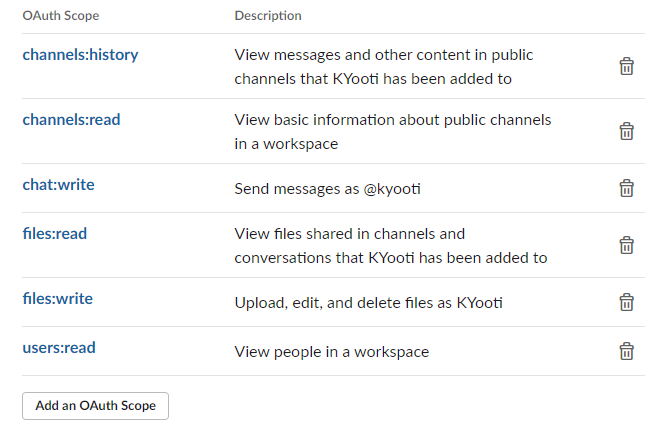 OAuth Scope Description
channels:history View messages and other content in public
channels that KYooti has been added to
channels:read View basic information about public channels
in a workspace
chat:write Send messages as @kyooti
files:read View files shared in channels and
conversations that KYooti has been added to
files:write Upload, edit, and delete files as KYooti
users:read View people in a workspace
Add an OAuth Scope